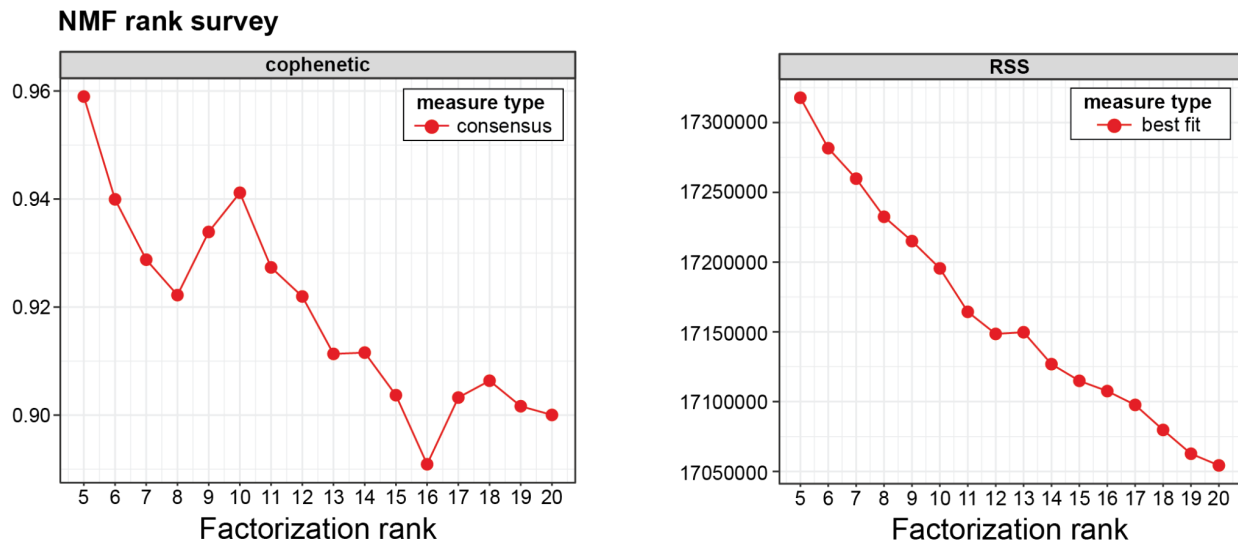 NMF rank survey
cophenetic
measure type
consensus
0.96
0.94
0.92
0.90
5 6 7 8 9 10 11 12 13 14 15 16 17 18 19 20
Factorization rank
RSS
measure type
best fit
17300000
17250000
17200000
17150000
17100000
17050000
5 6 7 8 9 10 11 12 13 14 15 16 17 18 19 20
Factorization rank